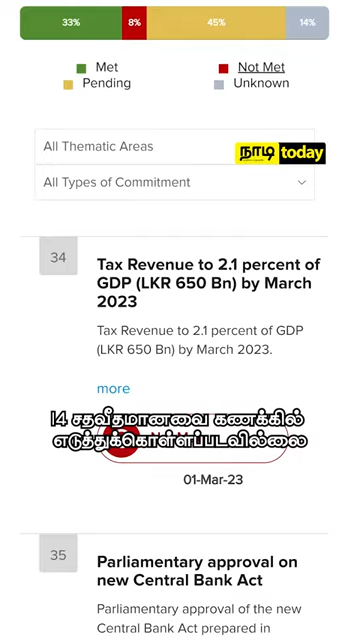 33%
8%
45%
14%
Met
Not Met
Pending
Unknown
All Thematic Areas
நாடி today
All Types of Commitment
34
Tax Revenue to 2.1 percent of
GDP (LKR 650 Bn) by March
2023
Tax Revenue to 2.1 percent of GDP
(LKR 650 Bn) by March 2023.
more
14 சதவீதமானவை கணக்கில்
எடுத்துக்கொள்ளப்படவில்லை
01-Mar-23
35
Parliamentary approval on
new Central Bank Act
Parliamentary approval of the new
Central Bank Act prepared in